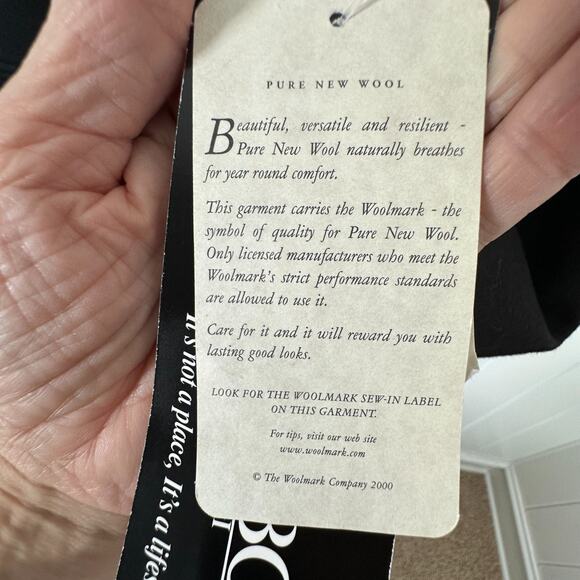 PURE NEW WOOL
Beautiful, versatile and resilient -
Pure New Wool naturally breathes
for year round comfort.
This garment carries the Woolmark - the
symbol of quality for Pure New Wool.
Only licensed manufacturers who meet the
Woolmark's strict performance standards
are allowed to use it.
Care for it and it will reward you with
lasting good looks.
LOOK FOR THE WOOLMARK SEW-IN LABEL
ON THIS GARMENT.
For tips, visit our web site
www.woolmark.com
© The Woolmark Company 2000
It's not a place, It's a